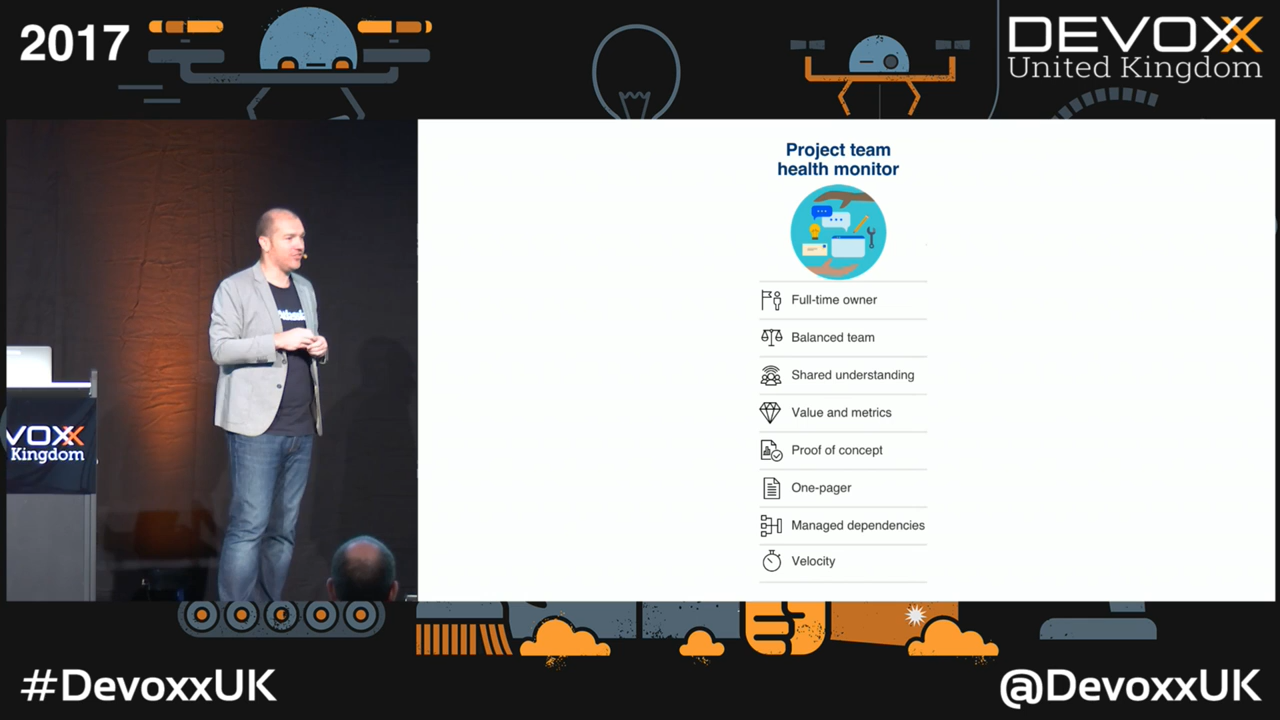 2017
DEVOXX
United Kingdom
Project team
health monitor
Full-time owner
Balanced team
Shared understanding
Value and metrics
Proof of concept
One-pager
Managed dependencies
Velocity
VOXX
Kingdom
#DevoxxUK
@DevoxxUK